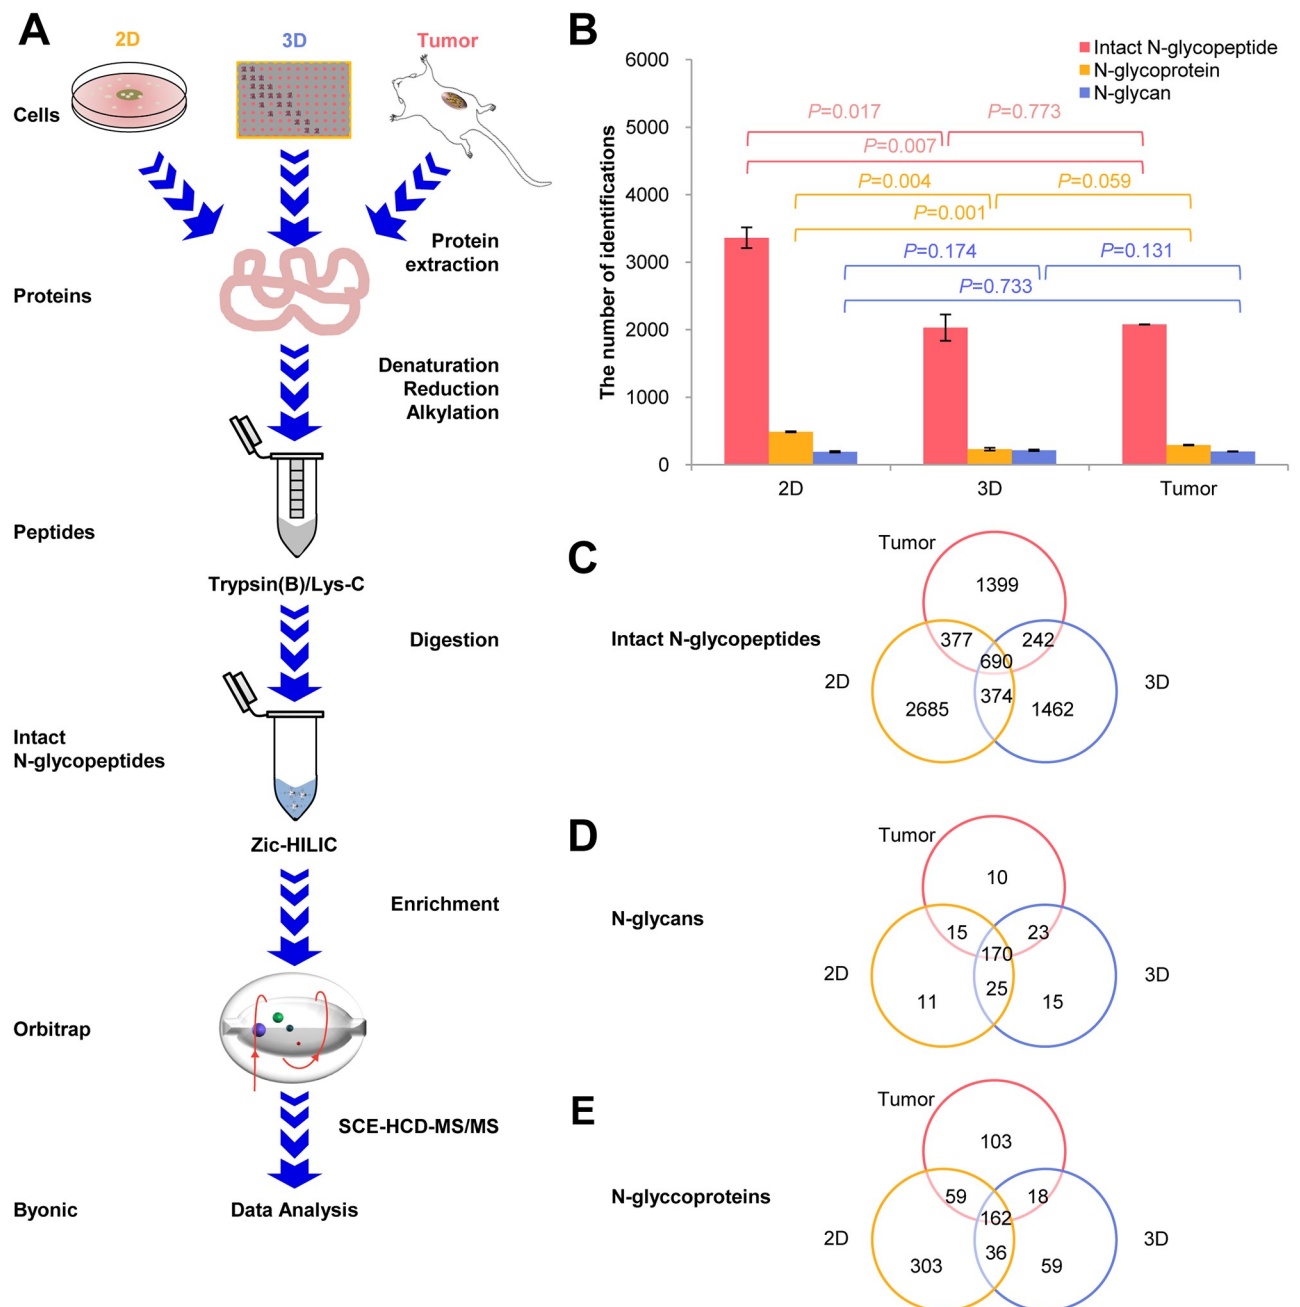 A
2D
3D
Tumor
Cells
Protein
extraction
Proteins
Denaturation
Reduction
Alkylation
Peptides
Trypsin(B)/Lys-C
Digestion
Intact
N-glycopeptides
Zic-HILIC
Enrichment
Orbitrap
SCE-HCD-MS/MS
Byonic
Data Analysis
B
Intact N-glycopeptide
N-glycoprotein
N-glycan
The number of identifications
6000
5000
4000
3000
2000
1000
0
P=0.017
P=0.773
P=0.007
P=0.004
P=0.059
P=0.001
P=0.174
P=0.131
P=0.733
2D
3D
Tumor
C
Intact N-glycopeptides
Tumor
1399
377
242
690
2D
3D
374
2685
1462
D
N-glycans
Tumor
10
15
23
170
2D
3D
25
11
15
E
N-glyccoproteins
Tumor
103
59
18
162
2D
3D
36
303
59